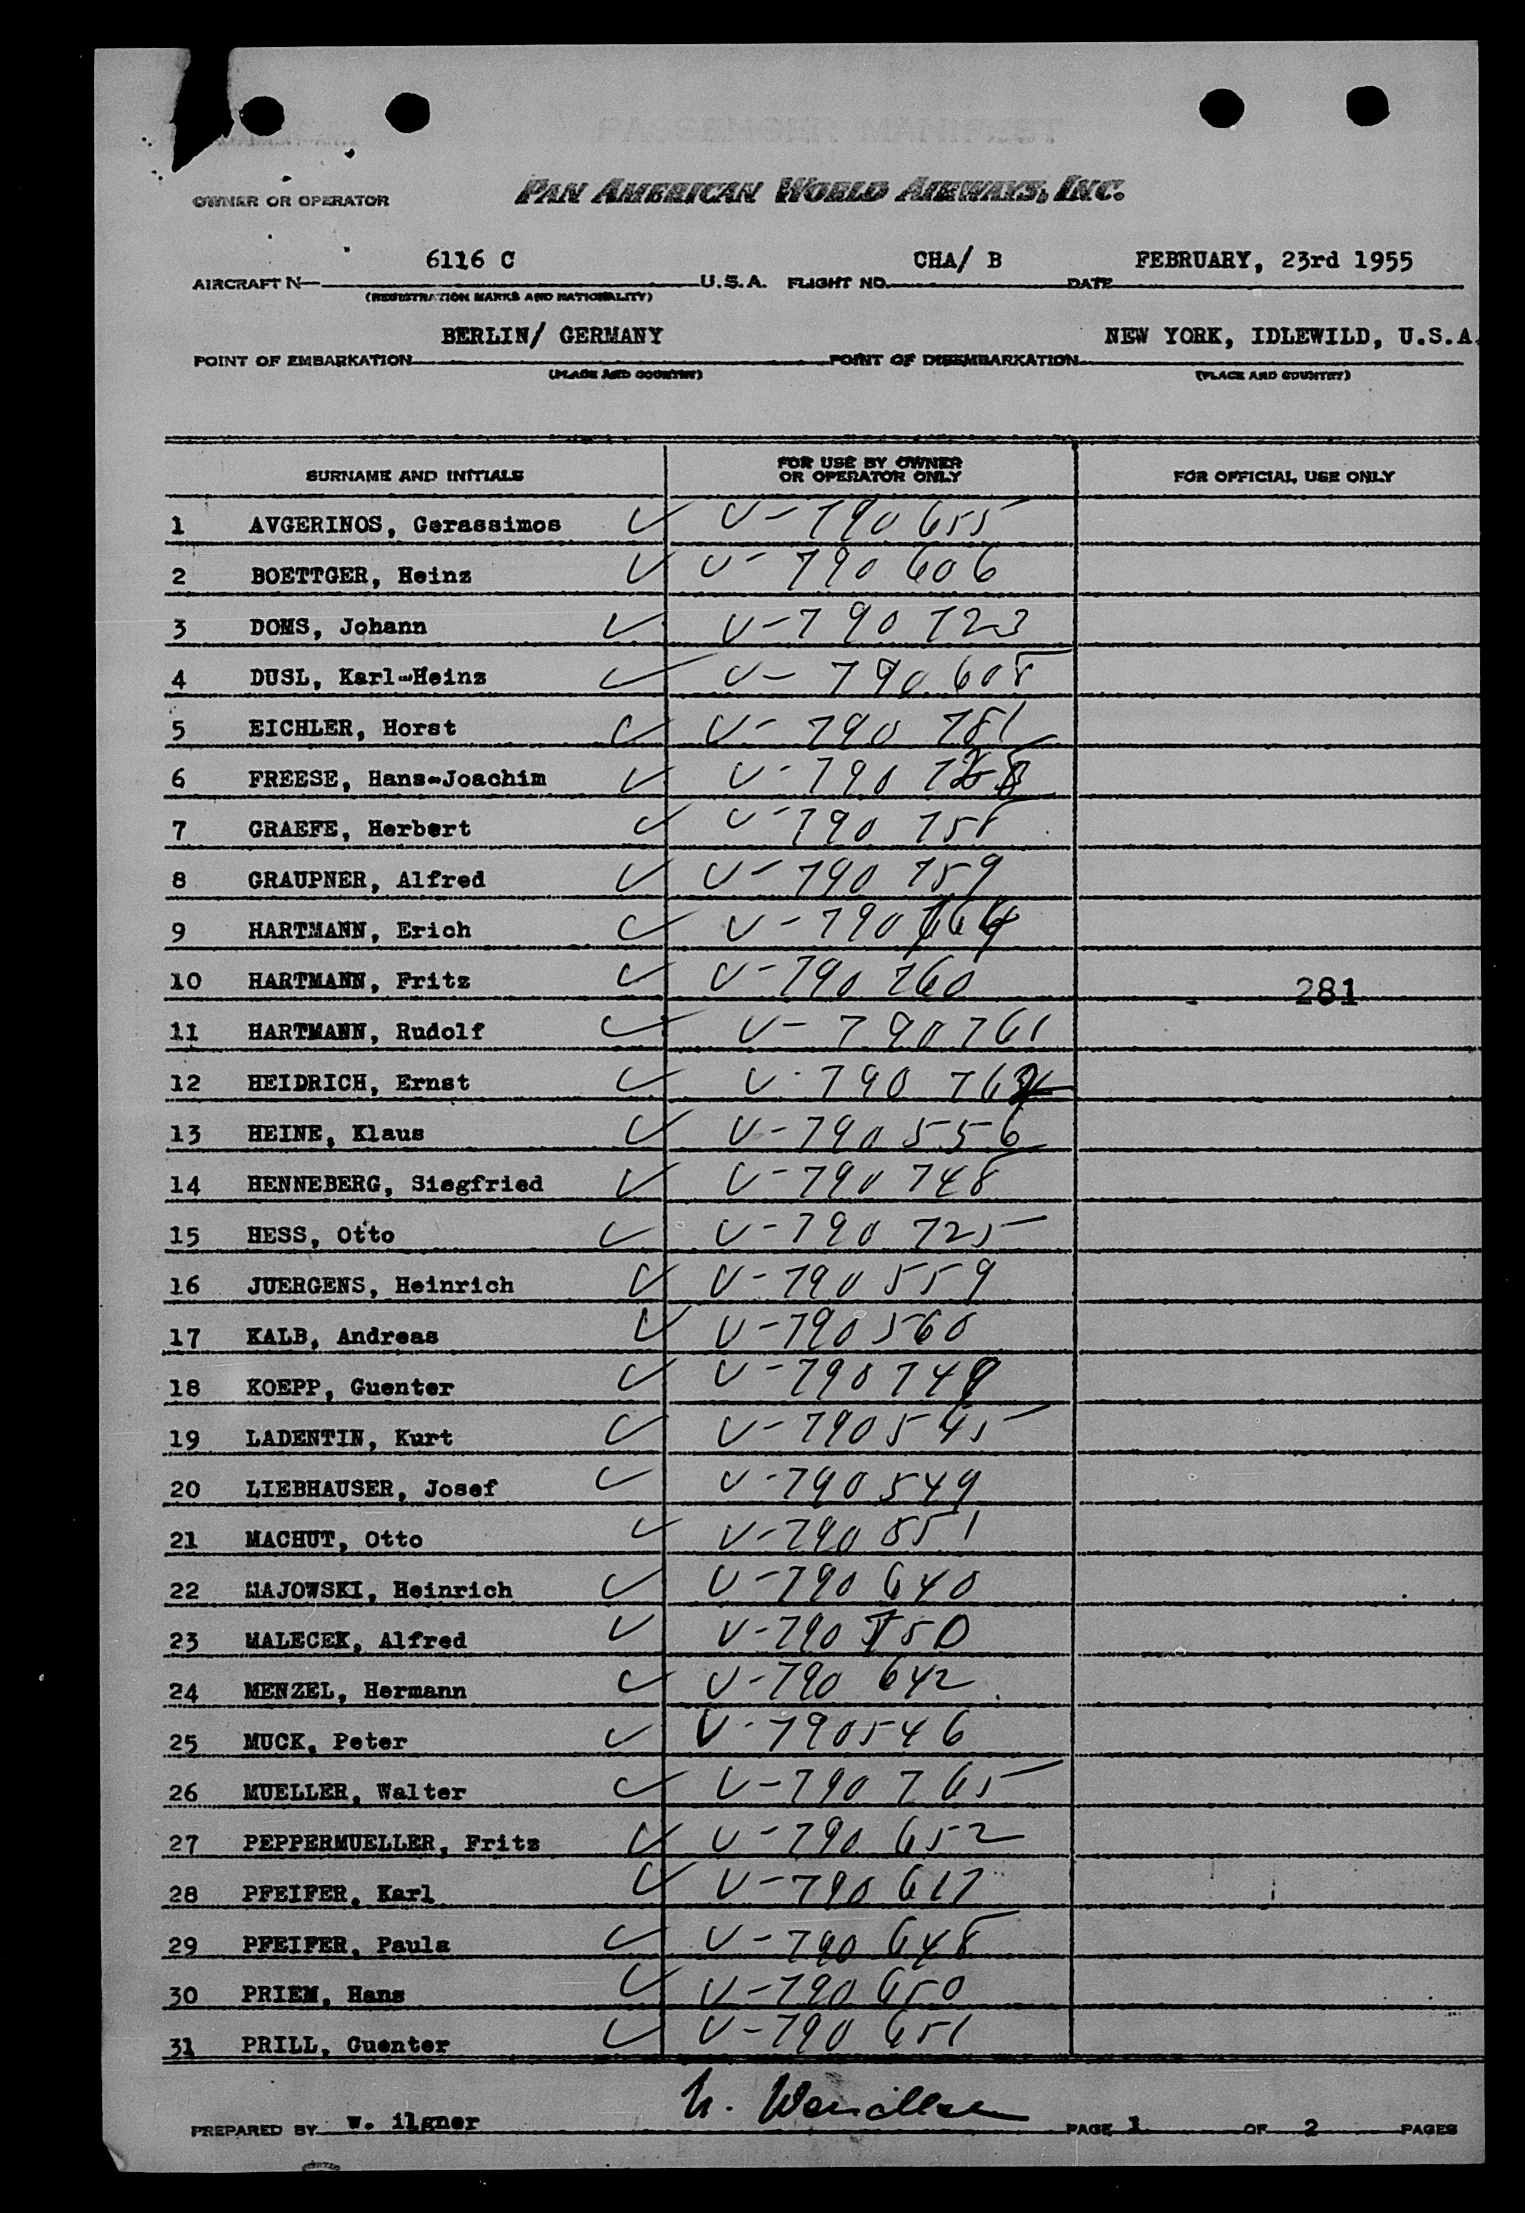 OWNER OR OPERATOR PAN AMERICAN WORLD AIRWAYS, INC.
AIRCRAFT N 6116 C U.S.A. FLIGHT NO. CHA/ B DATE FEBRUARY, 23rd 1955
(REGISTRATION MARKS AND NATIONALITY)
POINT OF EMBARKATION BERLIN/ GERMANY POINT OF DISEMBARKATION NEW YORK, IDLEWILD, U.S.A.
(PLACE AND COUNTRY) (PLACE AND COUNTRY)
SURNAME AND INITIALS FOR USE BY OWNER OR OPERATOR ONLY FOR OFFICIAL USE ONLY
1 AVGERINOS, Gerassimos V-790655
2 BOETTGER, Heinz V-790606
3 DOMS, Johann V-790723
4 DUSL, Karl-Heinz V-790608
5 EICHLER, Horst V-790781
6 FREESE, Hans-Joachim
7 GRAEFE, Herbert V-790758
8 GRAUPNER, Alfred V-790759
9 HARTMANN, Erich
10 HARTMANN, Fritz V-790760 281
11 HARTMANN, Rudolf V-790761
12 HEIDRICH, Ernst
13 HEINE, Klaus V-790556
14 HENNEBERG, Siegfried V-790748
15 HESS, Otto V-790725
16 JUERGENS, Heinrich V-790559
17 KALB, Andreas V-790560
18 KOEPP, Guenter V-790749
19 LADENTIN, Kurt V-790545
20 LIEBHAUSER, Josef V-790549
21 MACHUT, Otto V-790551
22 MAJOWSKI, Heinrich V-790640
23 MALECEK, Alfred
24 MENZEL, Hermann V-790642
25 MUCK, Peter V-790546
26 MUELLER, Walter V-790765
27 PEPPERMUELLER, Fritz V-790652
28 PFEIFER, Karl V-790617
29 PFEIFER, Paula V-790648
30 PRIEM, Hans V-790650
31 PRILL, Guenter V-790651
PREPARED BY w. ilgner PAGE 1 OF 2 PAGES